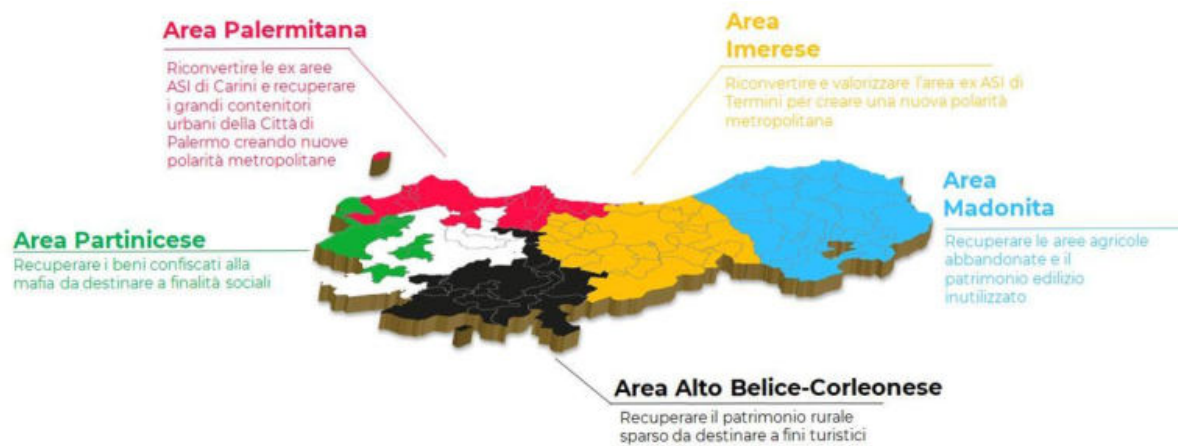 Area Palermitana
Riconvertire le ex aree
ASI di Carini e recuperare
i grandi contenitori
urbani della Città di
Palermo creando nuove
polarità metropolitane
Area
Imerese
Riconvertire e valorizzare l'area ex ASI di
Termini per creare una nuova polarità
metropolitana
Area Partinicese
Recuperare i beni confiscati alla
mafia da destinare a finalità sociali
Area
Madonita
Recuperare le aree agricole
abbandonate e il
patrimonio edilizio
inutilizzato
Area Alto Belice-Corleonese
Recuperare il patrimonio rurale
sparso da destinare a fini turistici